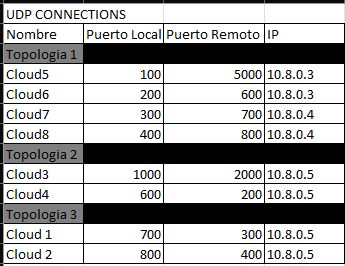 UDP CONNECTIONS
Nombre Puerto Local Puerto Remoto IP
Topologia 1
Cloud5 100 5000 10.8.0.3
Cloud6 200 600 10.8.0.3
Cloud7 300 700 10.8.0.4
Cloud8 400 800 10.8.0.4
Topologia 2
Cloud3 1000 2000 10.8.0.5
Cloud4 600 200 10.8.0.5
Topologia 3
Cloud 1 700 300 10.8.0.5
Cloud 2 800 400 10.8.0.5